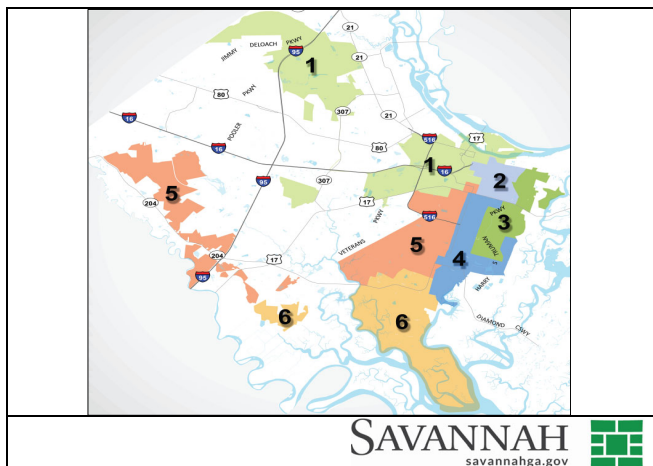 21
JIMMY DELOACH PKWY
95
1
21
80
PKWY
307
21
16
POOLER
516
17
16
80
1
16
5
95
307
2
204
17
PKWY
PKWY
3
516
VETERANS
5
TRUMAN
204
17
4
95
HARRY S
6
6
DIAMOND CSWY
SAVANNAH
savannahga.gov